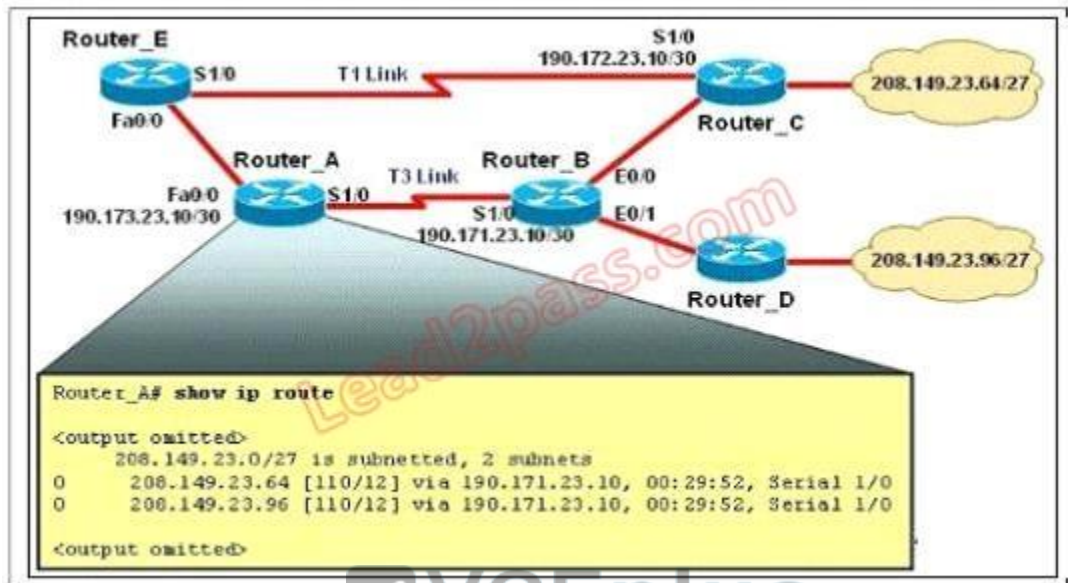 Router_E
S1/0
T1 Link
S1/0
190.172.23.10/30
208.149.23.64/27
Fa0/0
Router_C
Router_A
Fa0/0
190.173.23.10/30
S1/0
T3 Link
Router_B
E0/0
S1/0
190.171.23.10/30
E0/1
208.149.23.96/27
Router_D
Lead2pass.com
Router_A# show ip route
<output omitted>
208.149.23.0/27 is subnetted, 2 subnets
O 208.149.23.64 [110/12] via 190.171.23.10, 00:29:52, Serial 1/0
O 208.149.23.96 [110/12] via 190.171.23.10, 00:29:52, Serial 1/0
<output omitted>